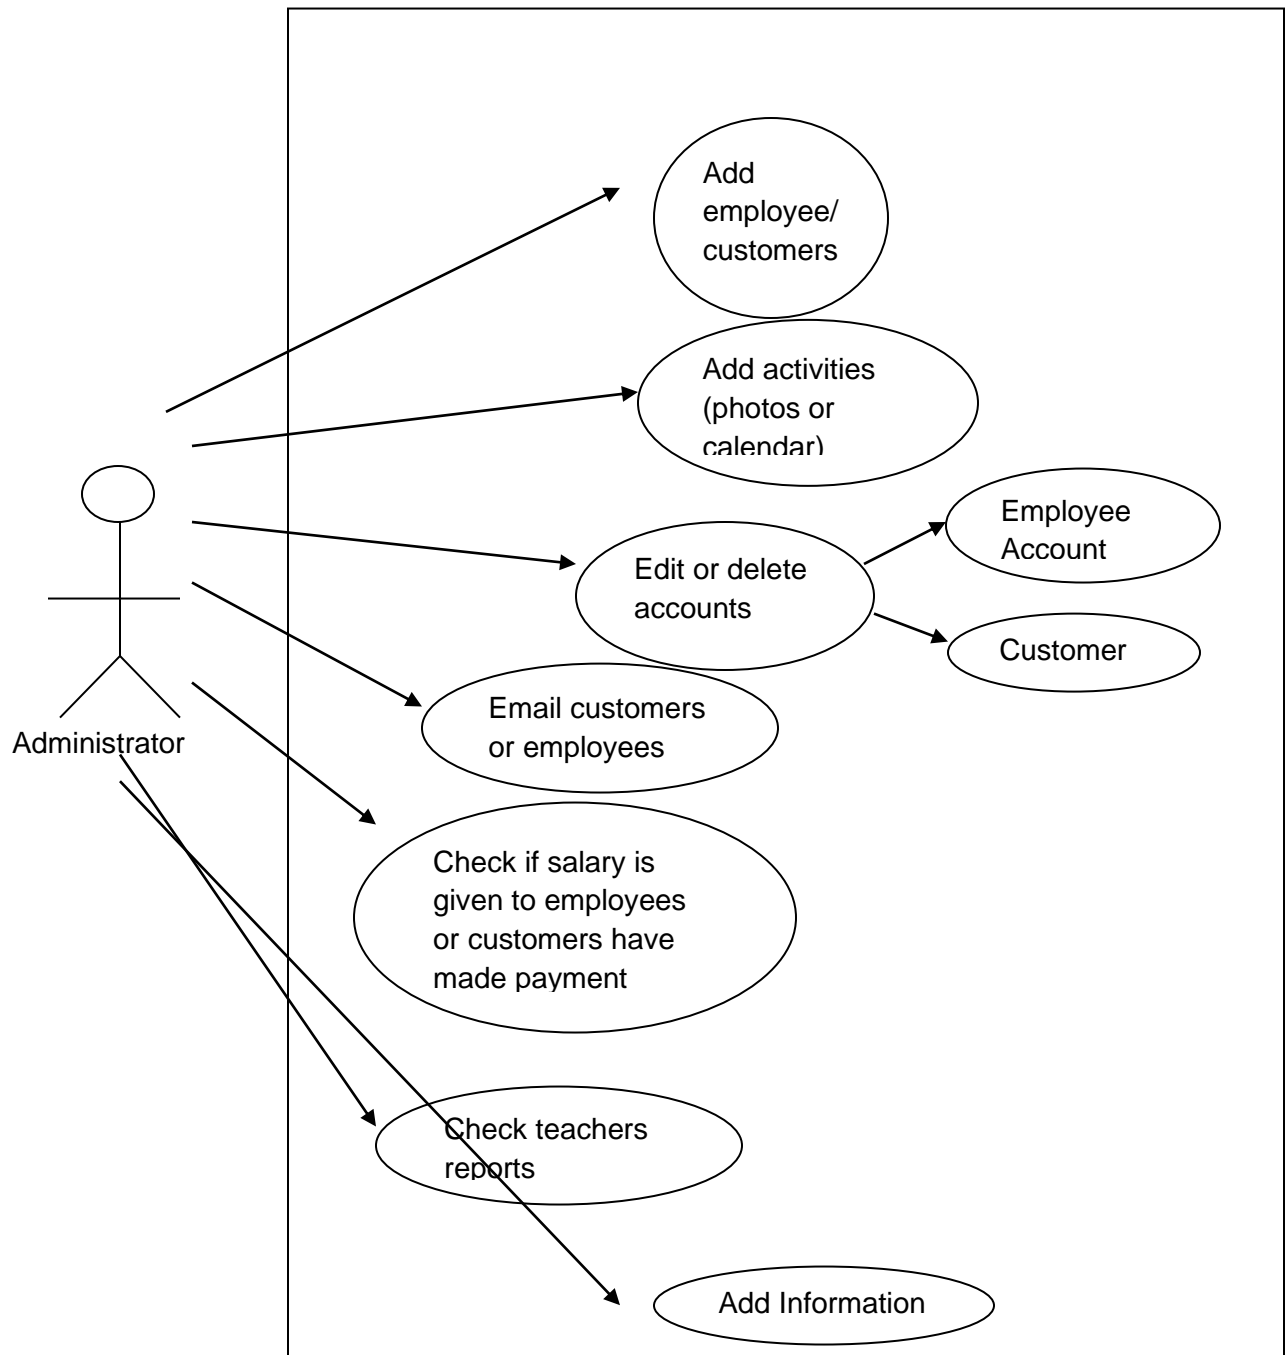 Add
employee/
customers
Add activities
(photos or
calendar)
Employee
Account
Edit or delete
accounts
Customer
Email customers
or employees
Administrator
Check if salary is
given to employees
or customers have
made payment
Check teachers
reports
Add Information